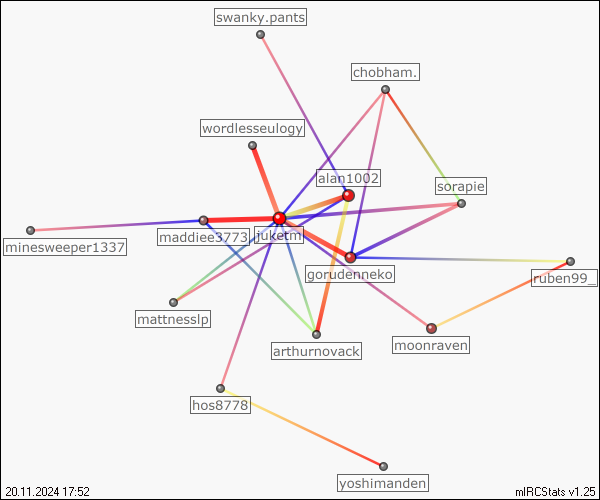 swanky.pants
chobham.
wordlesseulogy
alan1002
sorapie
maddiee3773
juketm
minesweeper1337
gorudenneko
ruben99_
mattnesslp
moonraven
arthurnovack
hos8778
yoshimanden
20.11.2024 17:52
mIRCStats v1.25